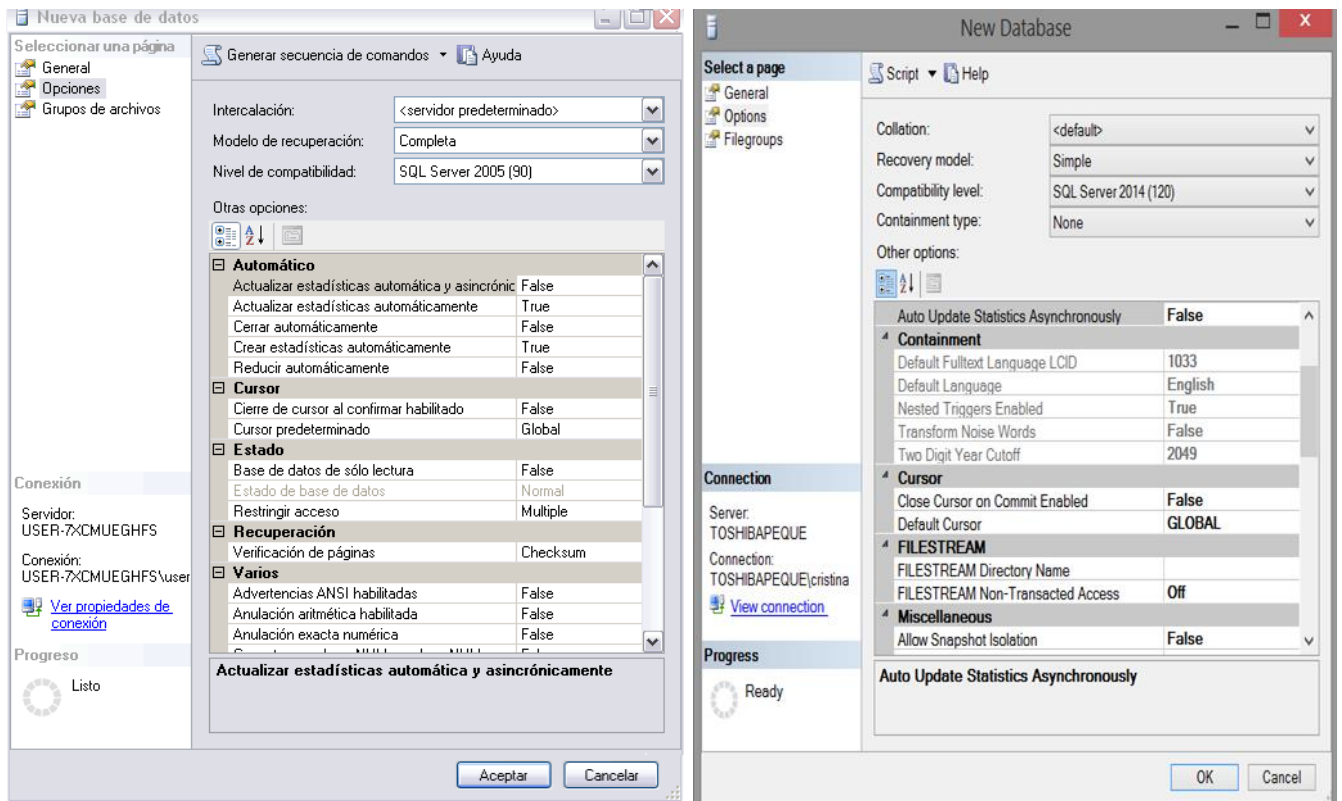 Nueva base de datos
Seleccionar una página
General
Opciones
Grupos de archivos
Conexión
Servidor:
USER-7XCMUEGHFS
Conexión:
USER-7XCMUEGHFS\user
Ver propiedades de
conexión
Progreso
Listo
Generar secuencia de comandos Ayuda
Intercalación: <servidor predeterminado>
Modelo de recuperación: Completa
Nivel de compatibilidad: SQL Server 2005 (90)
Otras opciones:
Automático
Actualizar estadísticas automática y asincrónic False
Actualizar estadísticas automáticamente True
Cerrar automáticamente False
Crear estadísticas automáticamente True
Reducir automáticamente False
Cursor
Cierre de cursor al confirmar habilitado False
Cursor predeterminado Global
Estado
Base de datos de sólo lectura False
Estado de base de datos Normal
Restringir acceso Multiple
Recuperación
Verificación de páginas Checksum
Varios
Advertencias ANSI habilitadas False
Anulación aritmética habilitada False
Anulación exacta numérica False
Actualizar estadísticas automática y asincrónicamente
Aceptar Cancelar
New Database
Select a page
General
Options
Filegroups
Connection
Server:
TOSHIBAPEQUE
Connection:
TOSHIBAPEQUE\cristina
View connection
Progress
Ready
Script Help
Collation: <default>
Recovery model: Simple
Compatibility level: SQL Server 2014 (120)
Containment type: None
Other options:
Auto Update Statistics Asynchronously False
Containment
Default Fulltext Language LCID 1033
Default Language English
Nested Triggers Enabled True
Transform Noise Words False
Two Digit Year Cutoff 2049
Cursor
Close Cursor on Commit Enabled False
Default Cursor GLOBAL
FILESTREAM
FILESTREAM Directory Name
FILESTREAM Non-Transacted Access Off
Miscellaneous
Allow Snapshot Isolation False
Auto Update Statistics Asynchronously
OK Cancel